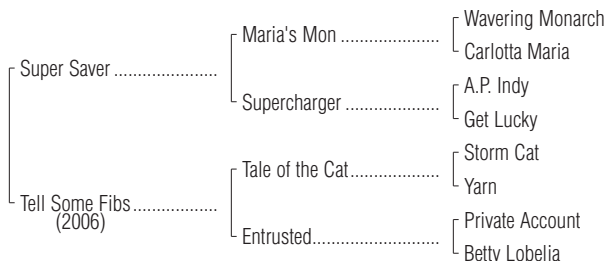 Wavering Monarch
Maria's Mon ....................
Carlotta Maria
Super Saver .....................
A.P. Indy
Supercharger ...................
Get Lucky
Storm Cat
Tale of the Cat..................
Yarn
Tell Some Fibs.................
(2006)
Private Account
Entrusted.........................
Betty Lobelia